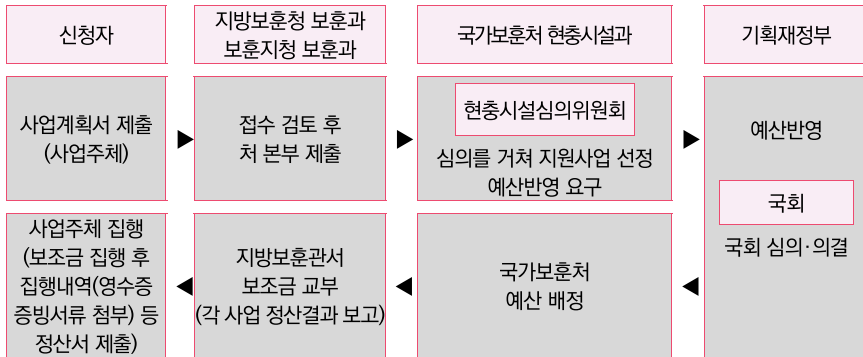 신청자
지방보훈청 보훈과
보훈지청 보훈과
국가보훈처 현충시설과
기획재정부
사업계획서 제출
(사업주체)
접수 검토 후
처 본부 제출
현충시설심의위원회
심의를 거쳐 지원사업 선정
예산반영 요구
예산반영
국회
국회 심의·의결
국가보훈처
예산 배정
지방보훈관서
보조금 교부
(각 사업 정산결과 보고)
사업주체 집행
(보조금 집행 후
집행내역(영수증
증빙서류 첨부) 등
정산서 제출)